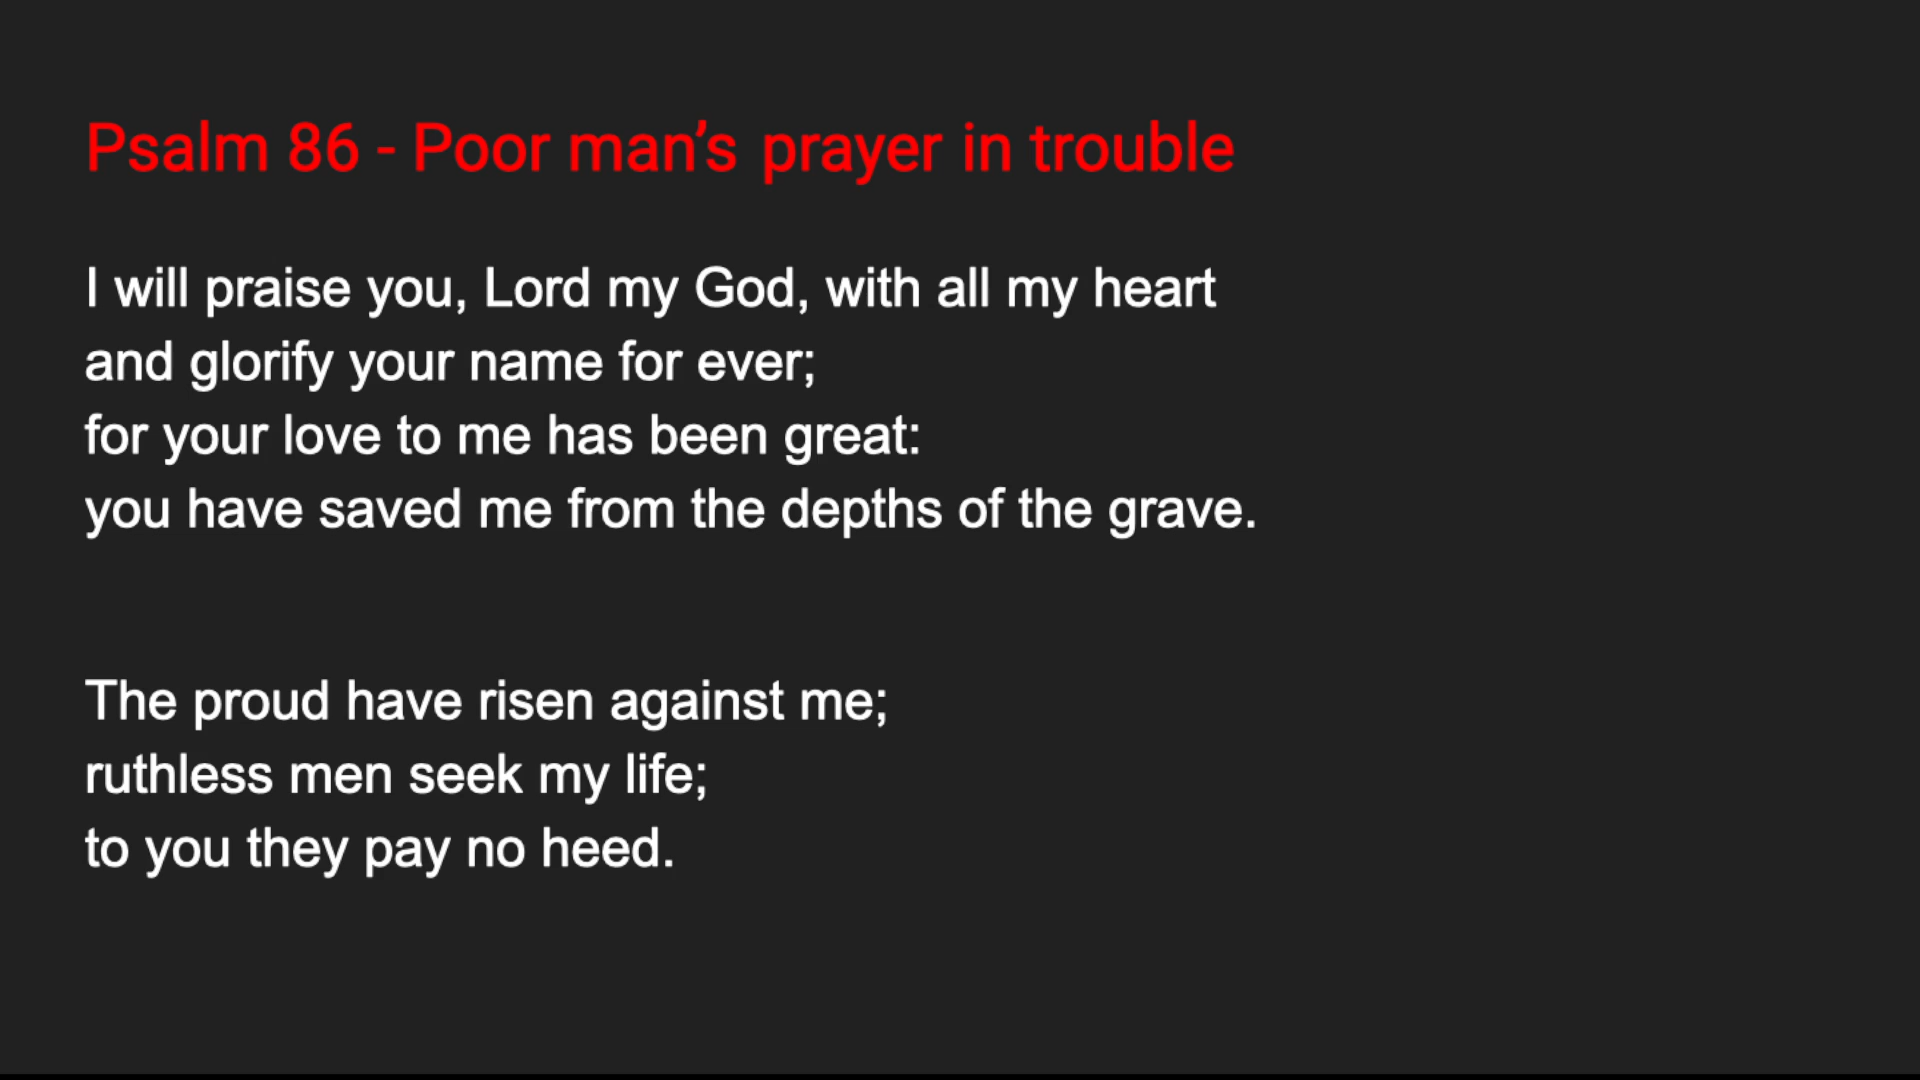 Psalm 86 - Poor man’s prayer in trouble
I will praise you, Lord my God, with all my heart
and glorify your name for ever;
for your love to me has been great:
you have saved me from the depths of the grave.
The proud have risen against me;
ruthless men seek my life;
to you they pay no heed.